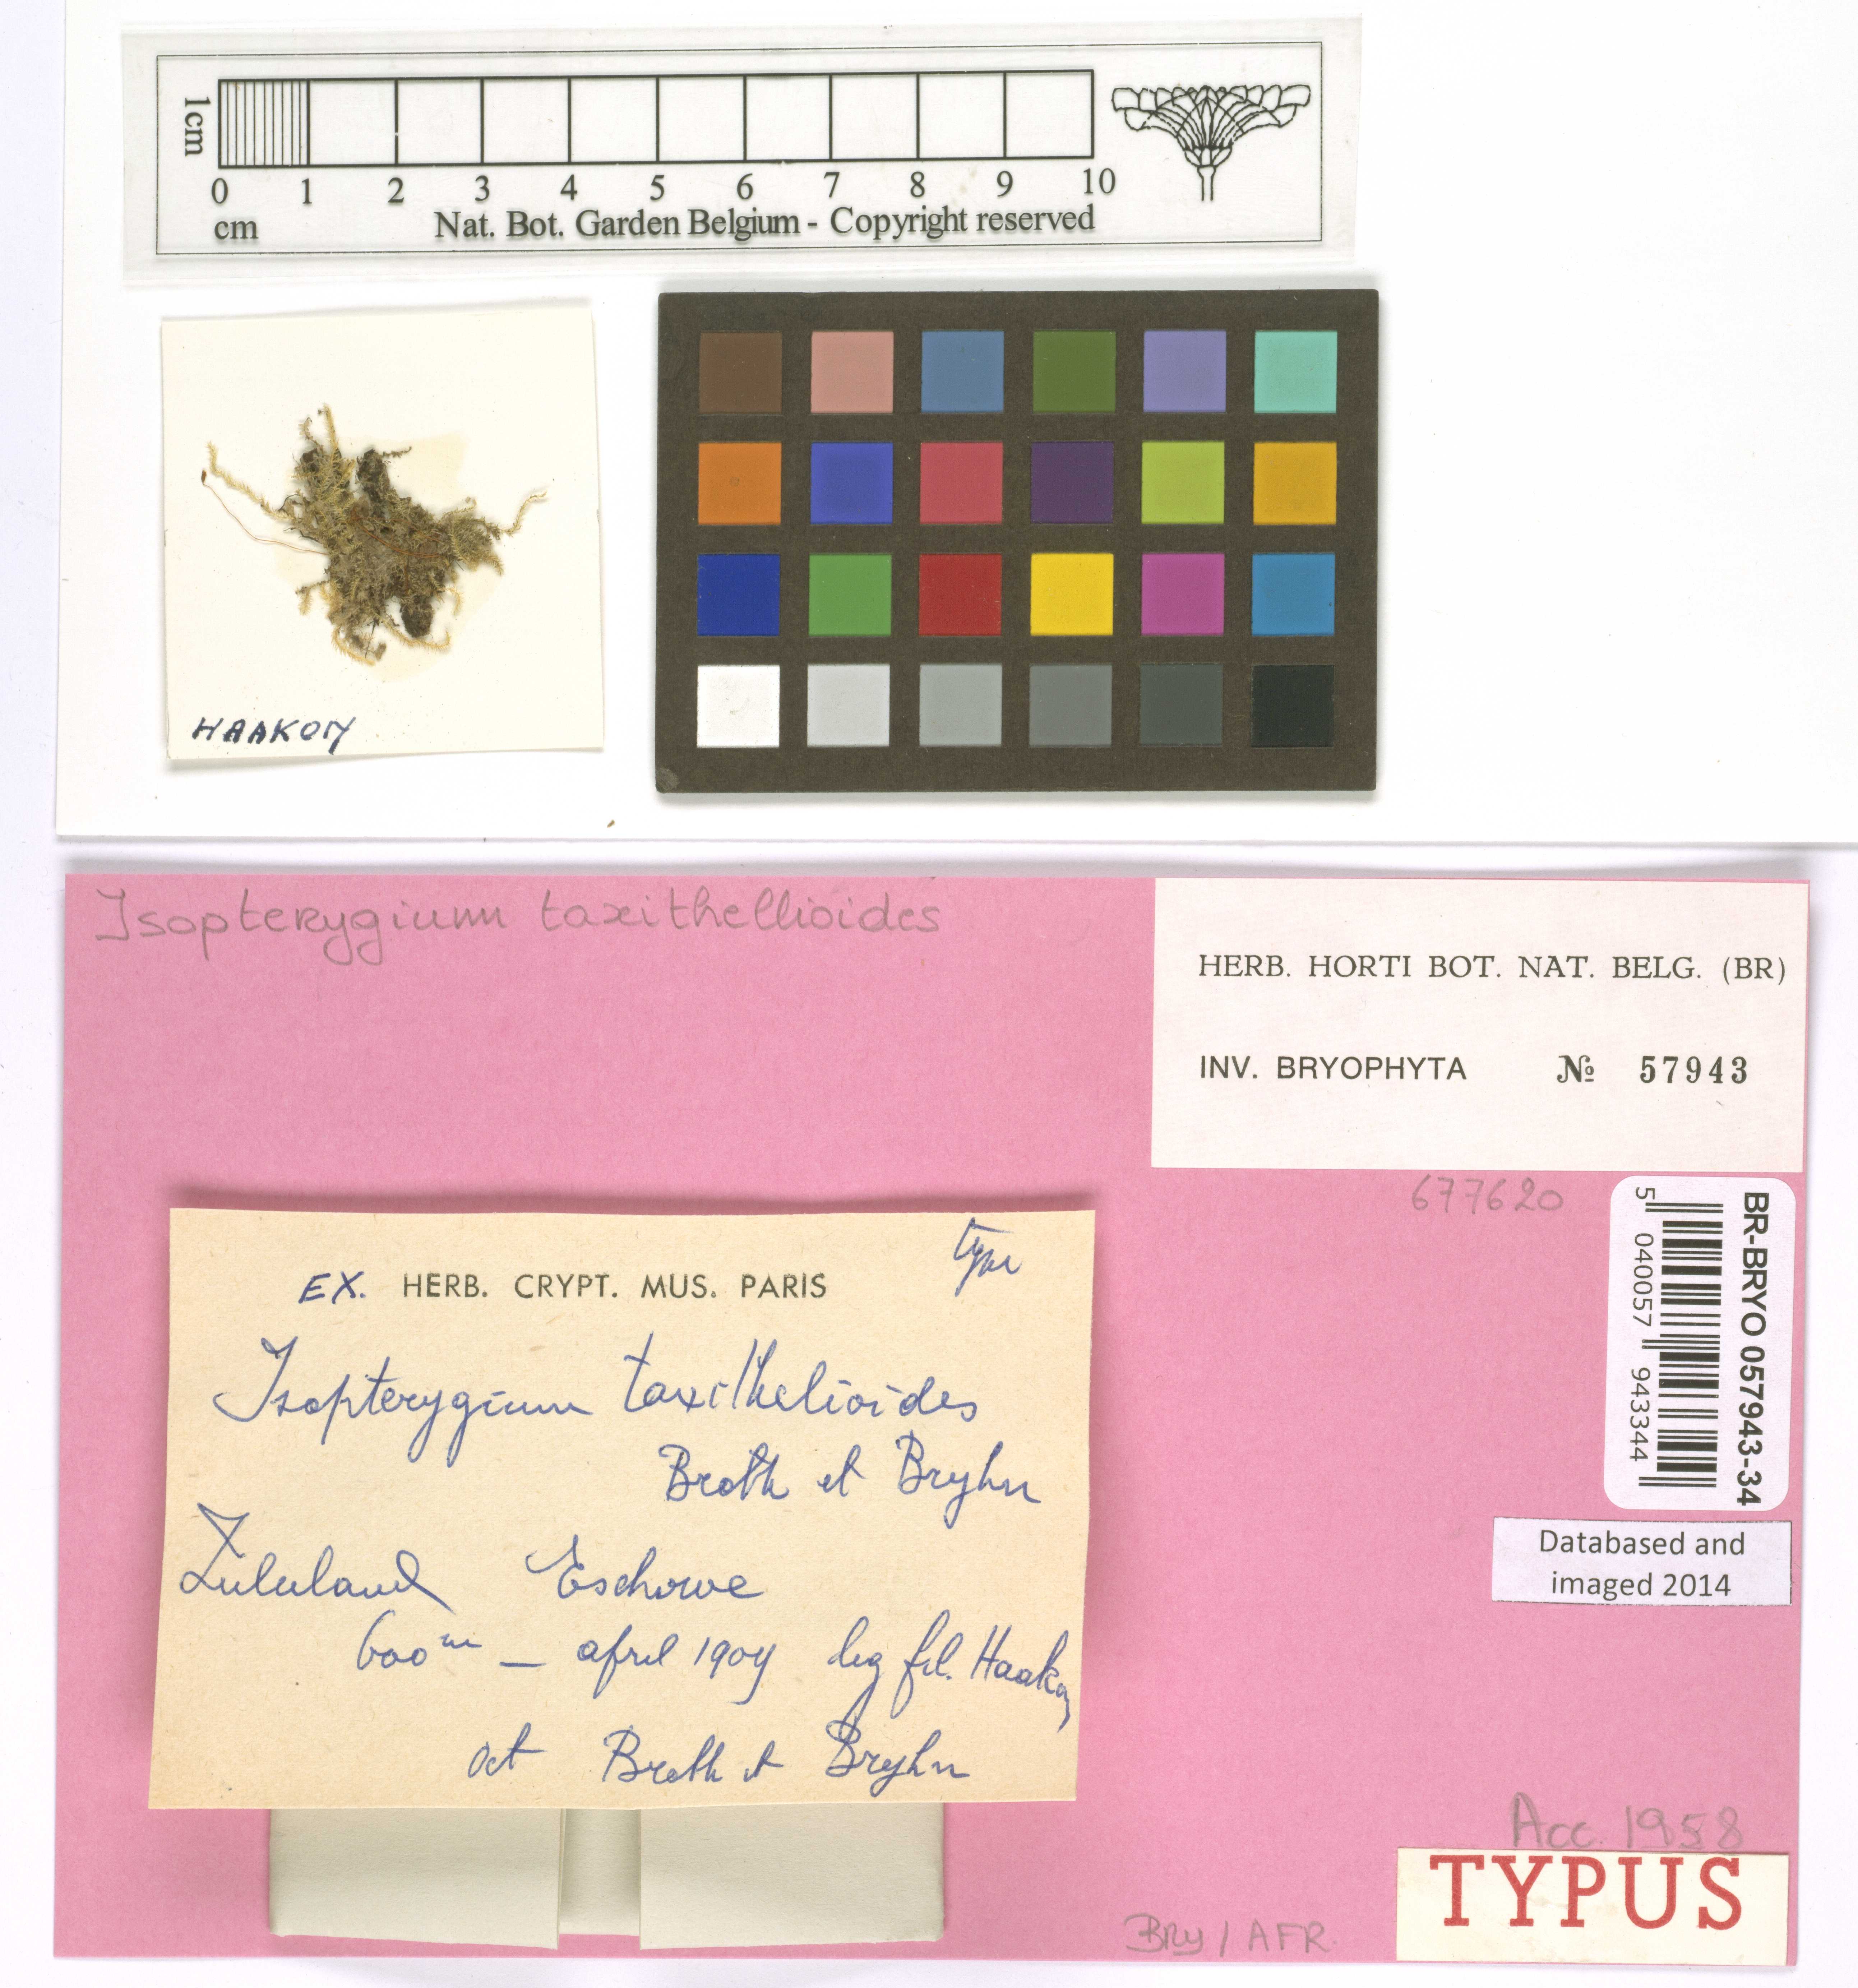 1cm
0 1 2 3 4 5 6 7 8 9 10
cm
Nat. Bot. Garden Belgium - Copyright reserved
HAAKON
Isopterygium taxithellioides
HERB. HORTI BOT. NAT. BELG. (BR)
INV. BRYOPHYTA № 57943
677620
BR-BRYO 057943-34
5 040057 943344
Databased and
imaged 2014
type
EX. HERB. CRYPT. MUS. PARIS
Isopterygium taxithelioides
Broth et Bryhn
Zululand Eschowe
600m — april 1907 leg fil. Haakon
det Broth et Bryhn
Acc. 1958
TYPUS
BRY / AFR